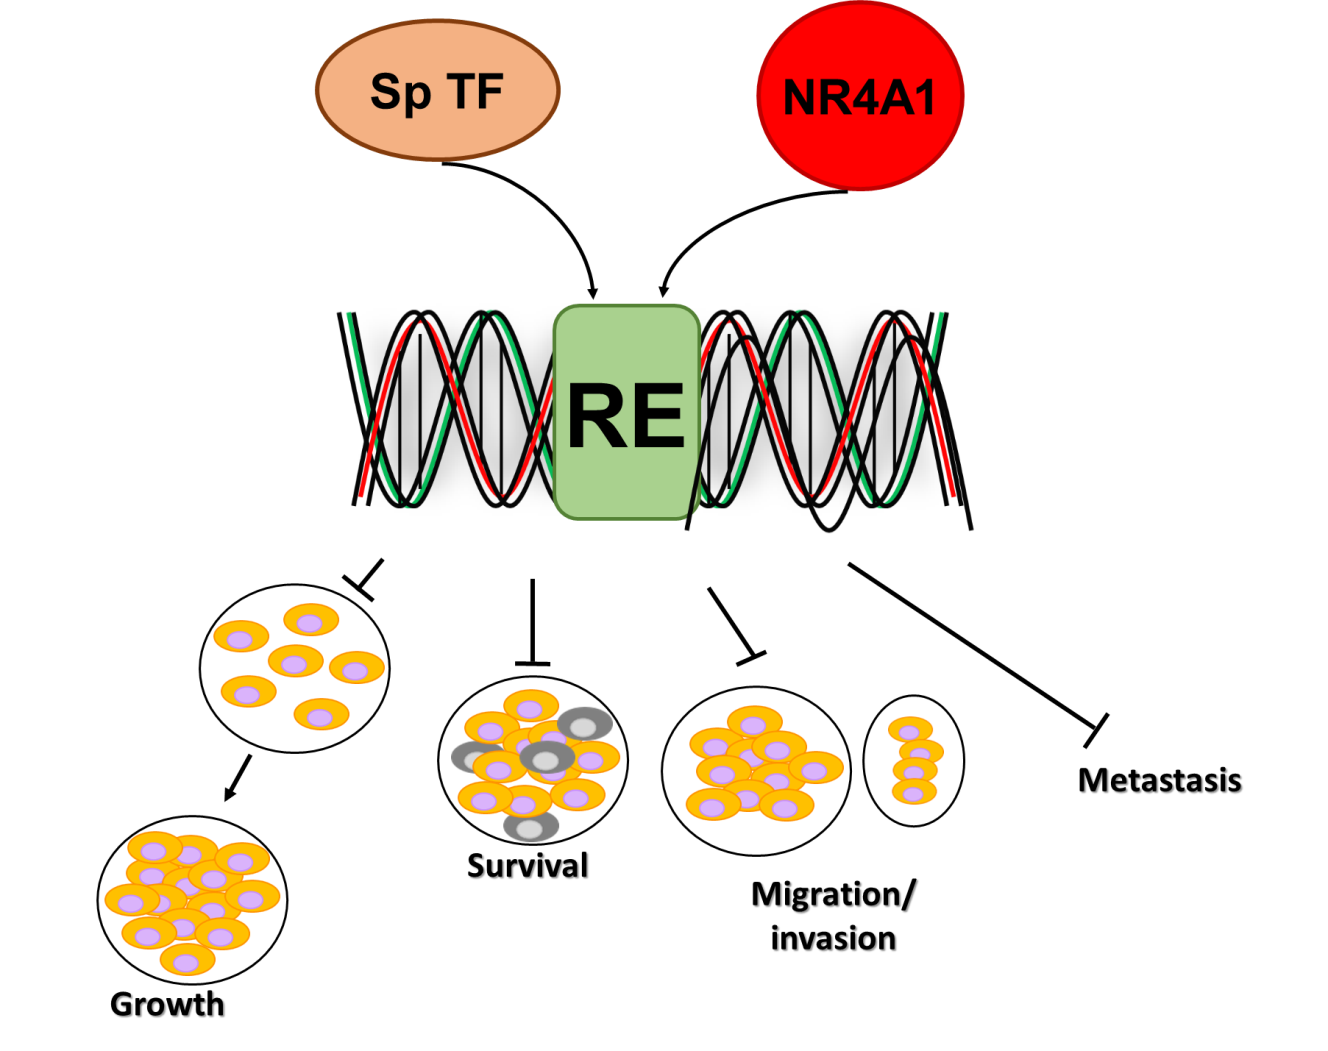 Sp TF
NR4A1
RE
Survival
Metastasis
Migration/
invasion
Growth